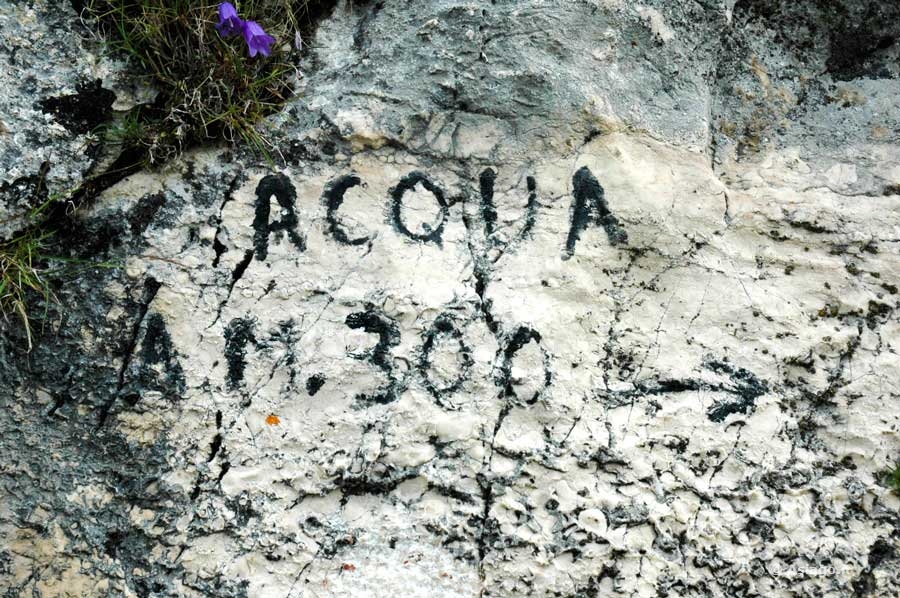 ACQUA
A M. 300 →